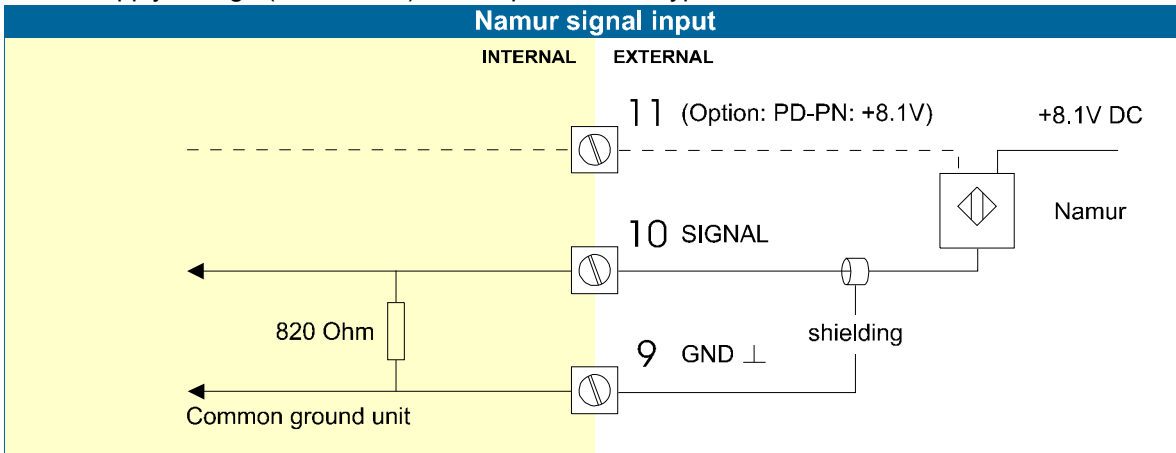 Namur signal input
INTERNAL EXTERNAL
11 (Option: PD-PN: +8.1V) +8.1V DC
Namur
10 SIGNAL
820 Ohm
shielding
9 GND ⊥
Common ground unit